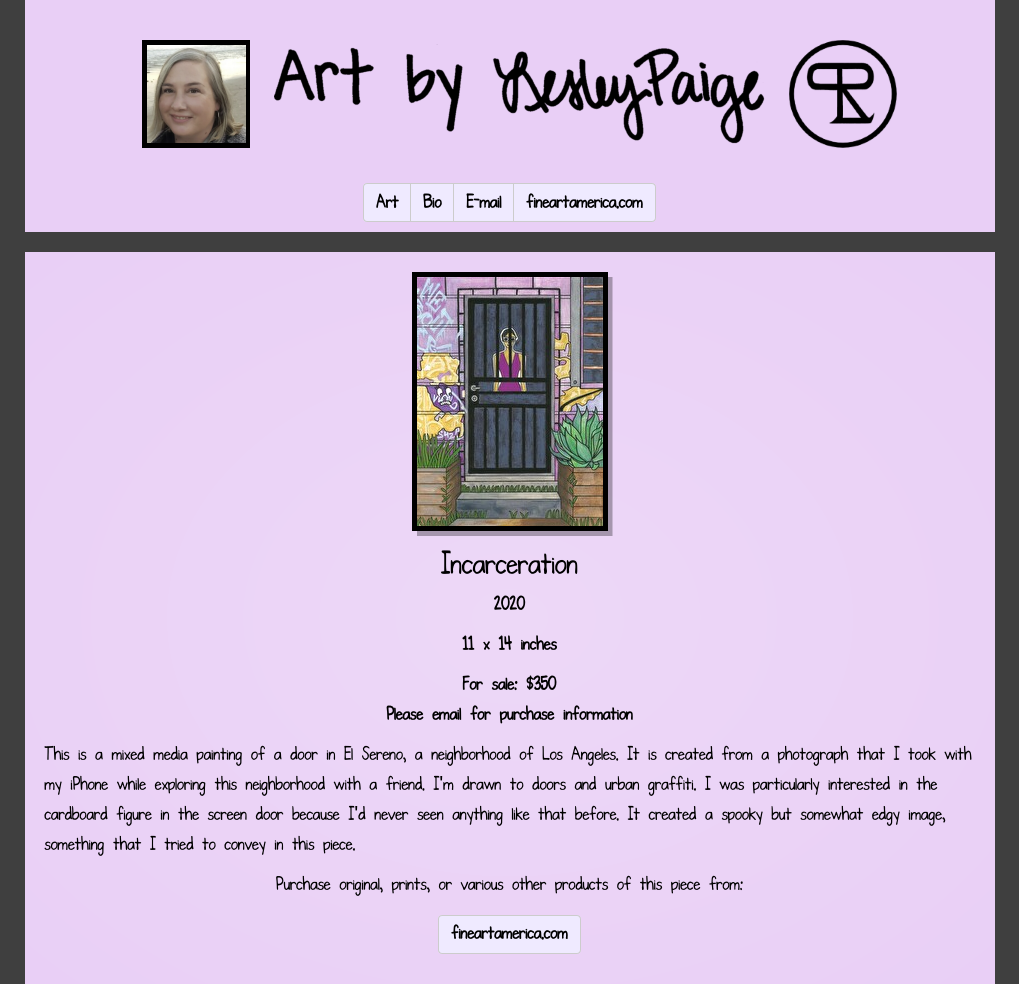 Art by LesleyPaige
Art Bio E-mail fineartamerica.com
Incarceration
2020
11 x 14 inches
For sale: $350
Please email for purchase information
This is a mixed media painting of a door in El Sereno, a neighborhood of Los Angeles. It is created from a photograph that I took with
my iPhone while exploring this neighborhood with a friend. I'm drawn to doors and urban graffiti. I was particularly interested in the
cardboard figure in the screen door because I'd never seen anything like that before. It created a spooky but somewhat edgy image,
something that I tried to convey in this piece.
Purchase original, prints, or various other products of this piece from:
fineartamerica.com